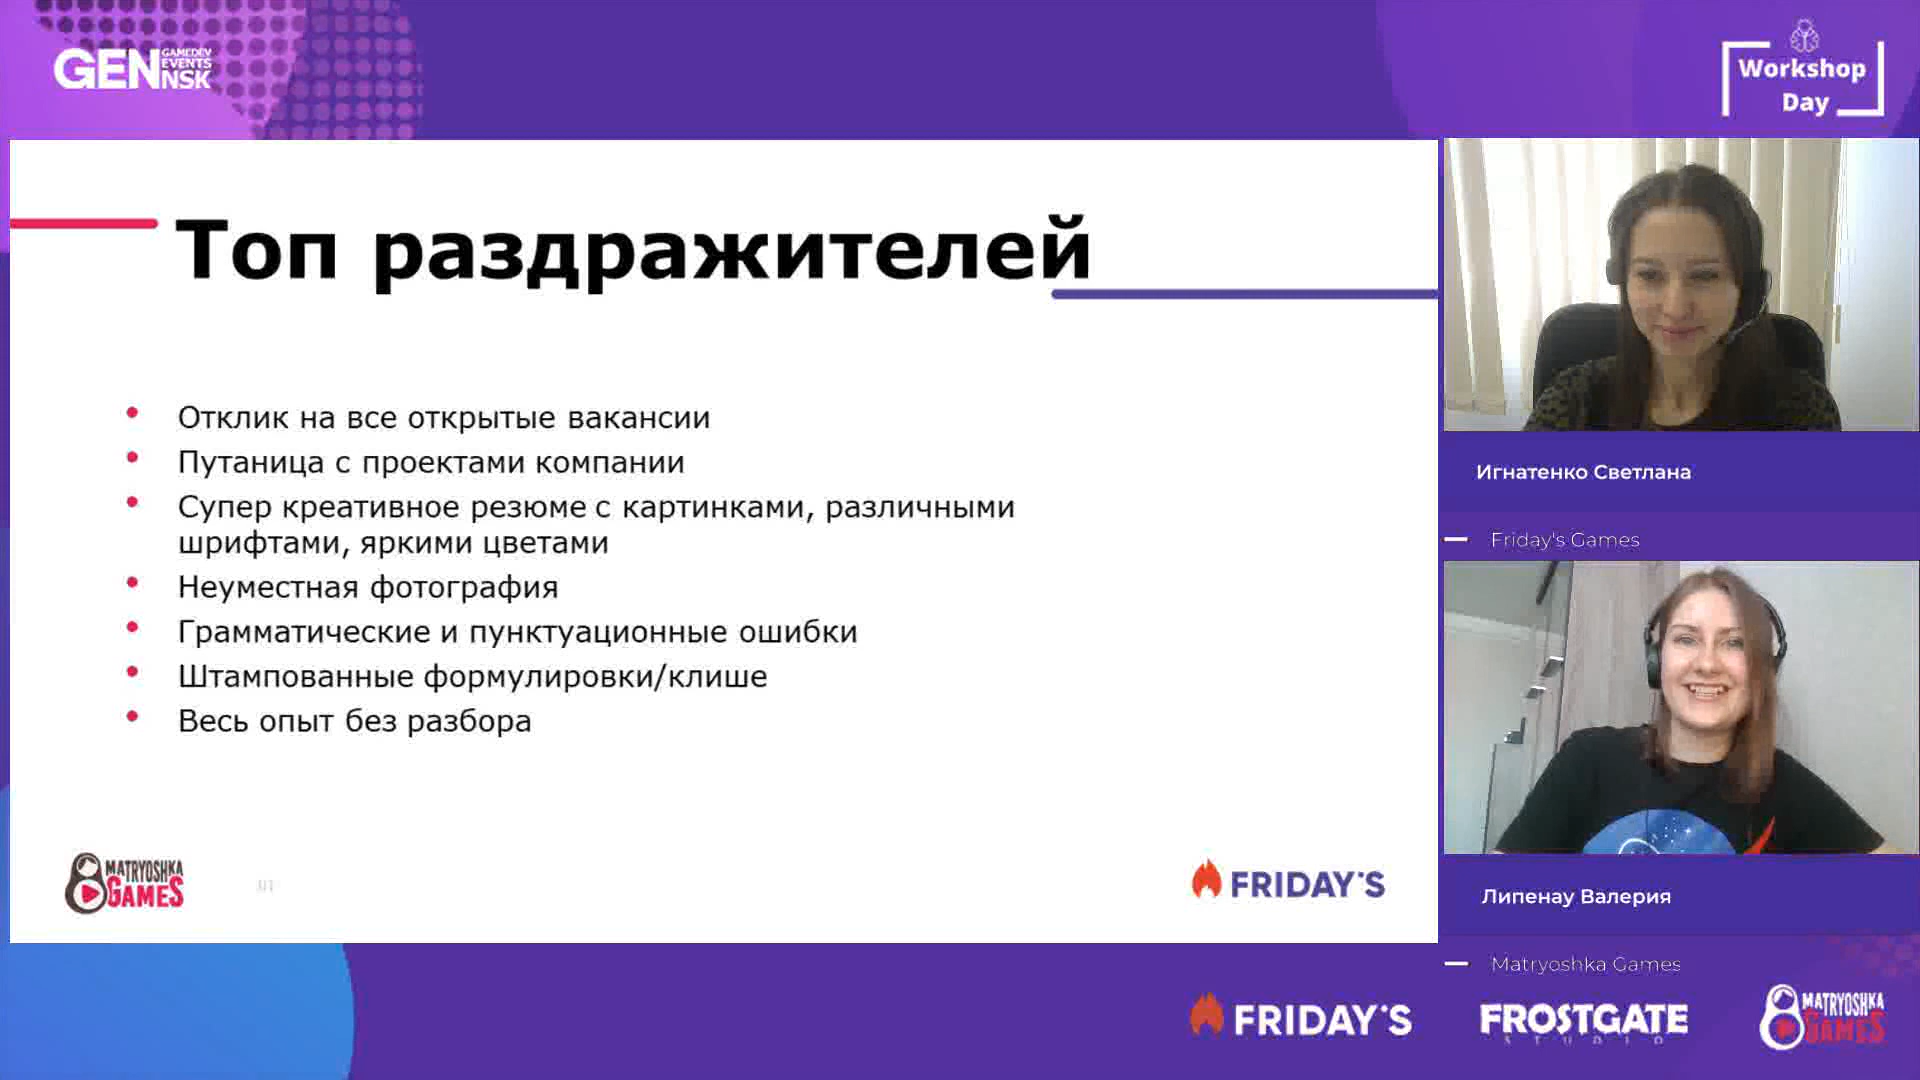 GEN GAMEDEV
EVENTS
NSK
Workshop
Day
Топ раздражителей
• Отклик на все открытые вакансии
• Путаница с проектами компании
• Супер креативное резюме с картинками, различными
шрифтами, яркими цветами
• Неуместная фотография
• Грамматические и пунктуационные ошибки
• Штампованные формулировки/клише
• Весь опыт без разбора
MATRYOSHKA
GAMES
FRIDAY'S
Игнатенко Светлана
Friday's Games
Липенау Валерия
Matryoshka Games
FRIDAY'S
FROSTGATE
STUDIO
MATRYOSHKA
GAMES